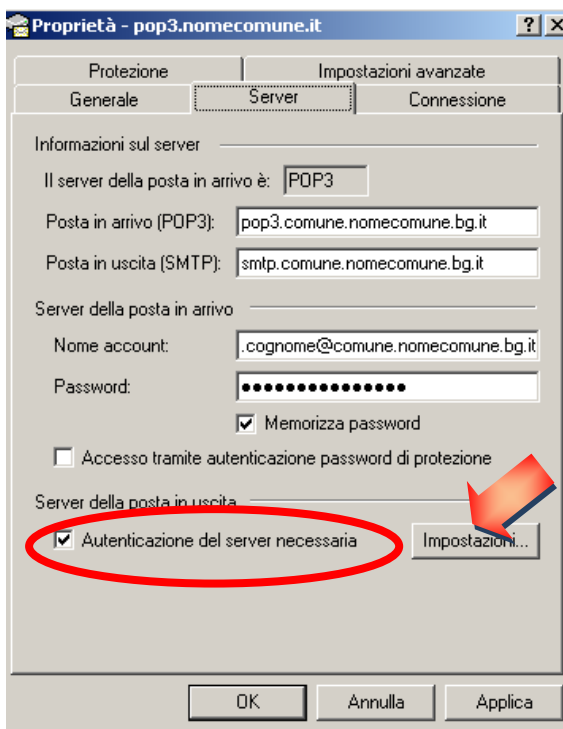 Proprietà - pop3.nomecomune.it
Protezione Impostazioni avanzate
Generale Server Connessione
Informazioni sul server
Il server della posta in arrivo è: POP3
Posta in arrivo (POP3): pop3.comune.nomecomune.bg.it
Posta in uscita (SMTP): smtp.comune.nomecomune.bg.it
Server della posta in arrivo
Nome account: .cognome@comune.nomecomune.bg.it
Password: ●●●●●●●●●●●●●●●
Memorizza password
Accesso tramite autenticazione password di protezione
Server della posta in uscita
Autenticazione del server necessaria Impostazioni...
OK Annulla Applica